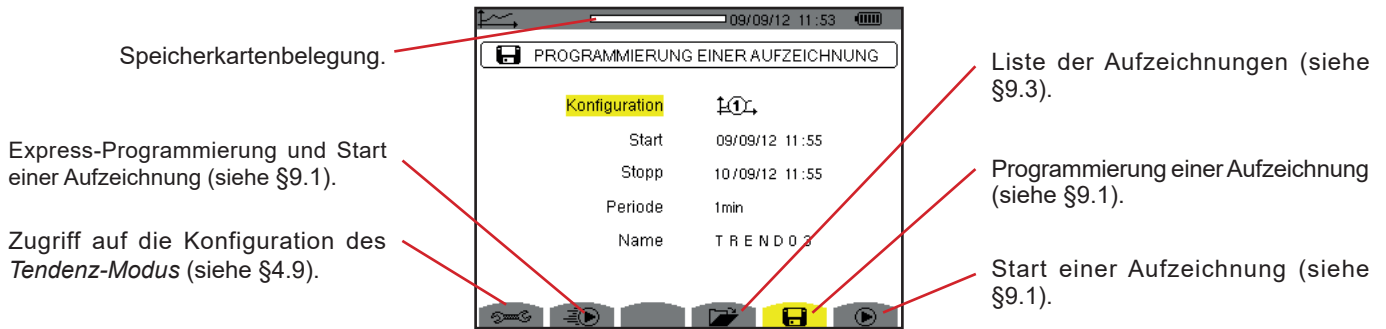 09/09/12 11:53
Speicherkartenbelegung.
PROGRAMMIERUNG EINER AUFZEICHNUNG
Liste der Aufzeichnungen (siehe
§9.3).
Konfiguration 1
Start 09/09/12 11:55
Stopp 10/09/12 11:55
Periode 1min
Name TREND03
Express-Programmierung und Start
einer Aufzeichnung (siehe §9.1).
Programmierung einer Aufzeichnung
(siehe §9.1).
Zugriff auf die Konfiguration des
Tendenz-Modus (siehe §4.9).
Start einer Aufzeichnung (siehe
§9.1).